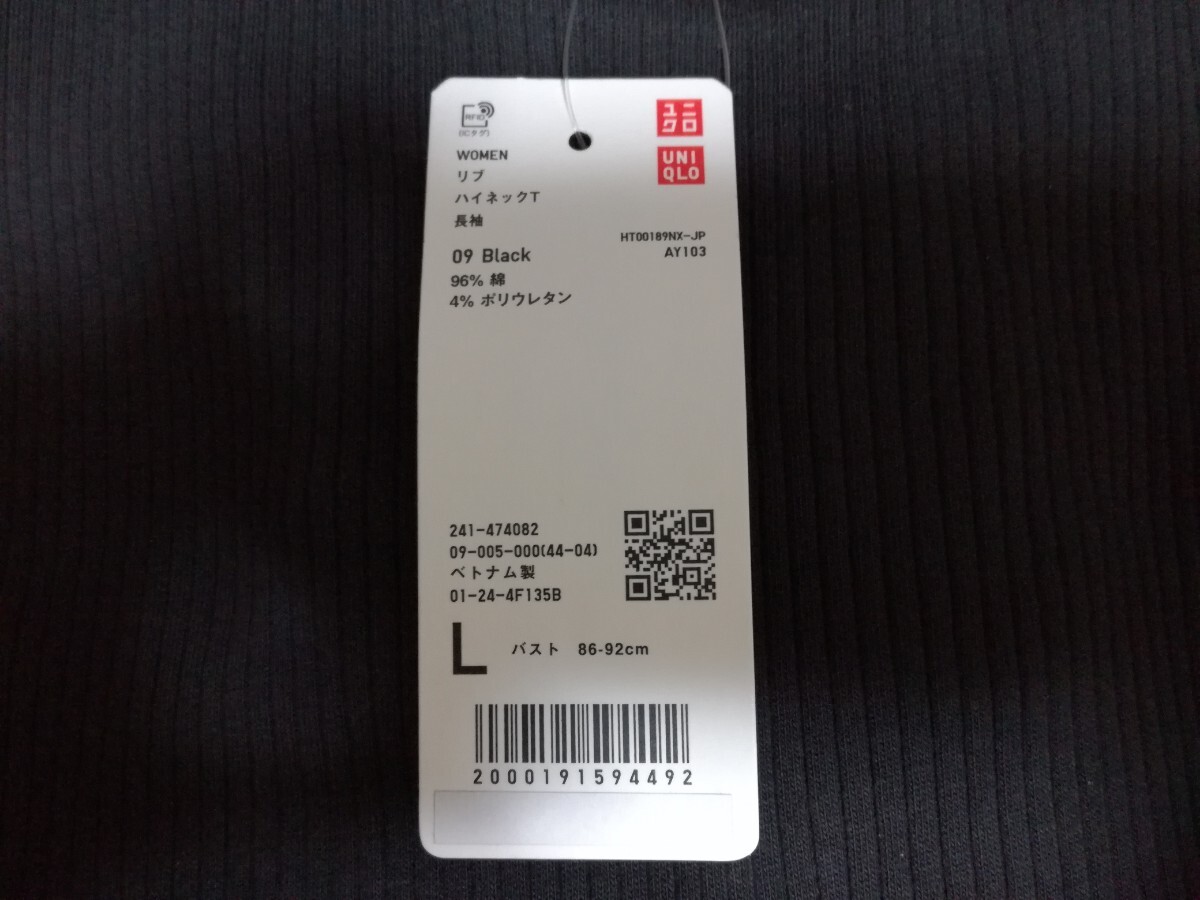 RFID
(ICタグ)
ユニ
クロ
UNI
QLO
WOMEN
リブ
ハイネックT
長袖
HT00189NX-JP
AY103
09 Black
96% 綿
4% ポリウレタン
241-474082
09-005-000(44-04)
ベトナム製
01-24-4F135B
L バスト 86-92cm
2000191594492